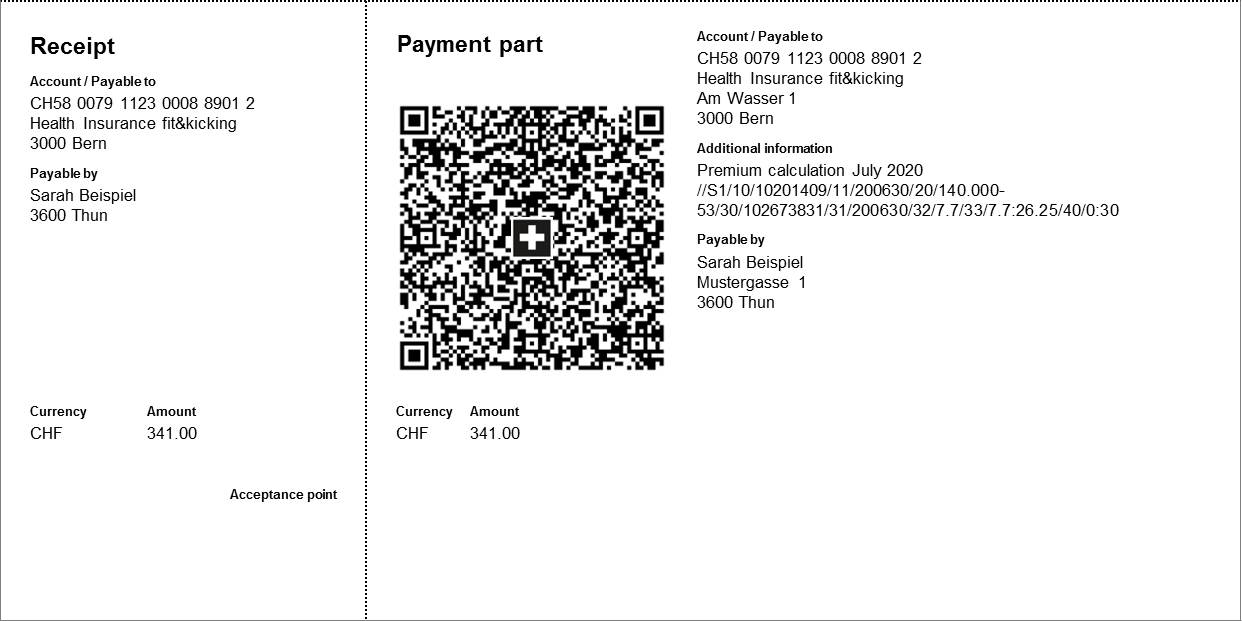 Receipt
Account / Payable to
CH58 0079 1123 0008 8901 2
Health Insurance fit&kicking
3000 Bern
Payable by
Sarah Beispiel
3600 Thun
Currency Amount
CHF 341.00
Acceptance point
Payment part
Currency Amount
CHF 341.00
Account / Payable to
CH58 0079 1123 0008 8901 2
Health Insurance fit&kicking
Am Wasser 1
3000 Bern
Additional information
Premium calculation July 2020
//S1/10/10201409/11/200630/20/140.000-
53/30/102673831/31/200630/32/7.7/33/7.7:26.25/40/0:30
Payable by
Sarah Beispiel
Mustergasse 1
3600 Thun